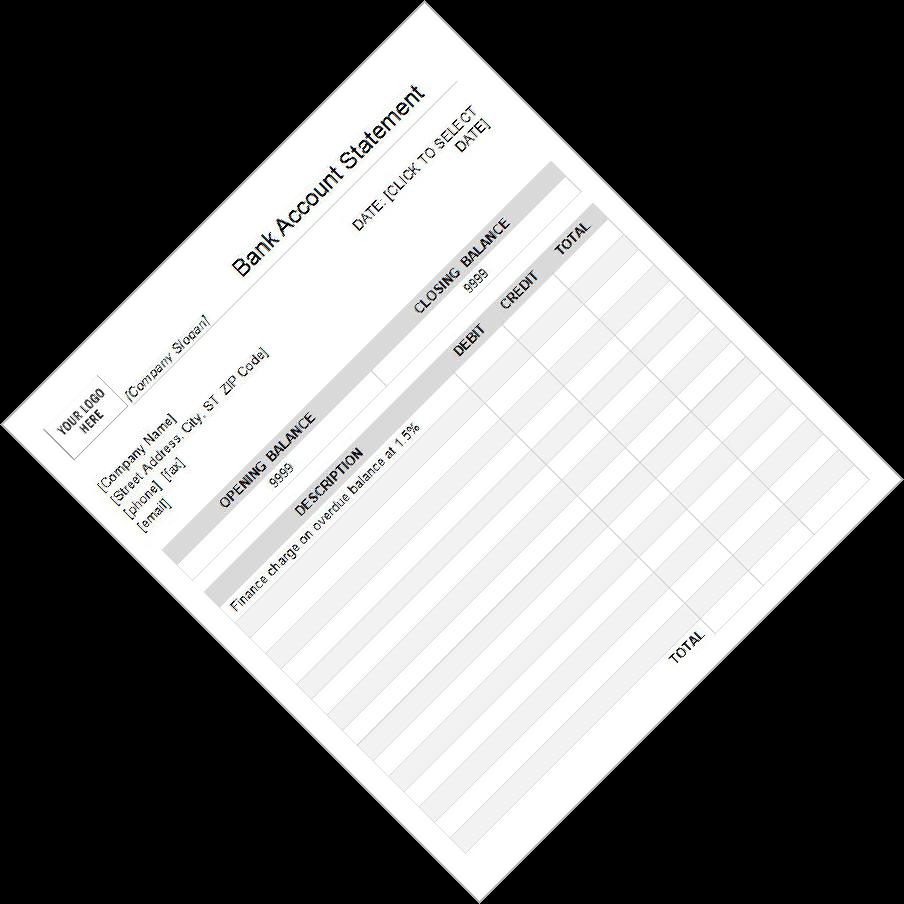 Bank Account Statement
YOUR LOGO
HERE
[Company Slogan]
DATE: [CLICK TO SELECT
DATE]
[Company Name]
[Street Address, City, ST ZIP Code]
[phone] [fax]
[email]
OPENING BALANCE CLOSING BALANCE
9999 9999
DESCRIPTION DEBIT CREDIT TOTAL
Finance charge on overdue balance at 1.5%
TOTAL